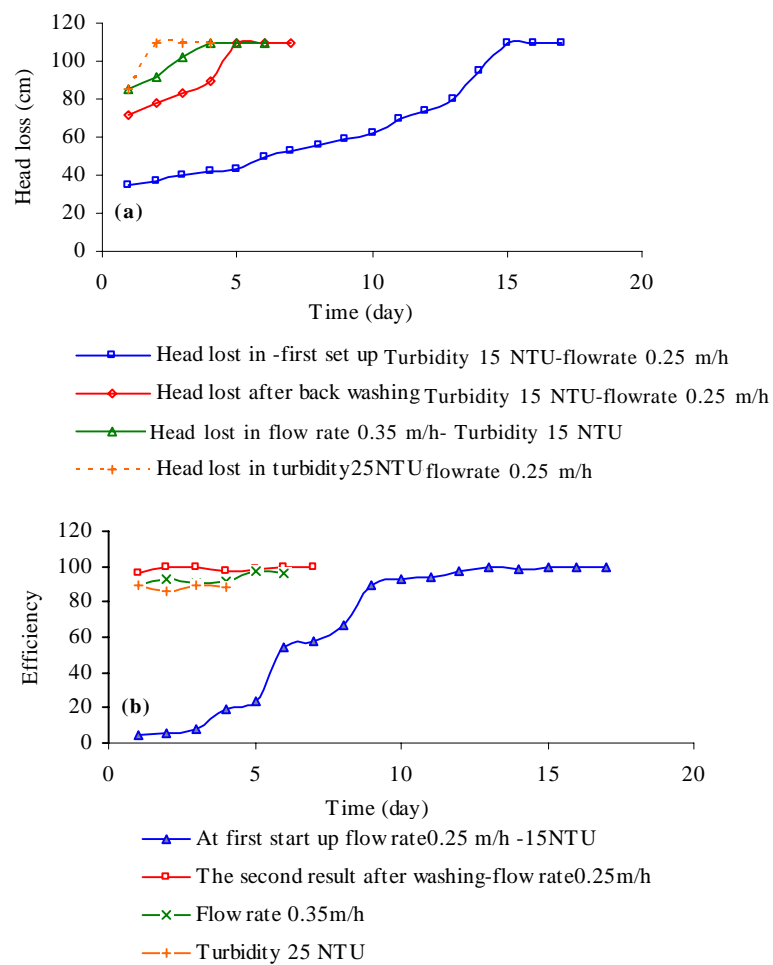 120
100
80
60
40
20
0
Head loss (cm)
(a)
0 5 10 15 20
Time (day)
Head lost in -first set up Turbidity 15 NTU-flowrate 0.25 m/h
Head lost after back washing Turbidity 15 NTU-flowrate 0.25 m/h
Head lost in flow rate 0.35 m/h- Turbidity 15 NTU
Head lost in turbidity25NTU flowrate 0.25 m/h
120
100
80
60
40
20
0
Efficiency
(b)
0 5 10 15 20
Time (day)
At first start up flow rate0.25 m/h -15NTU
The second result after washing-flow rate0.25m/h
Flow rate 0.35m/h
Turbidity 25 NTU